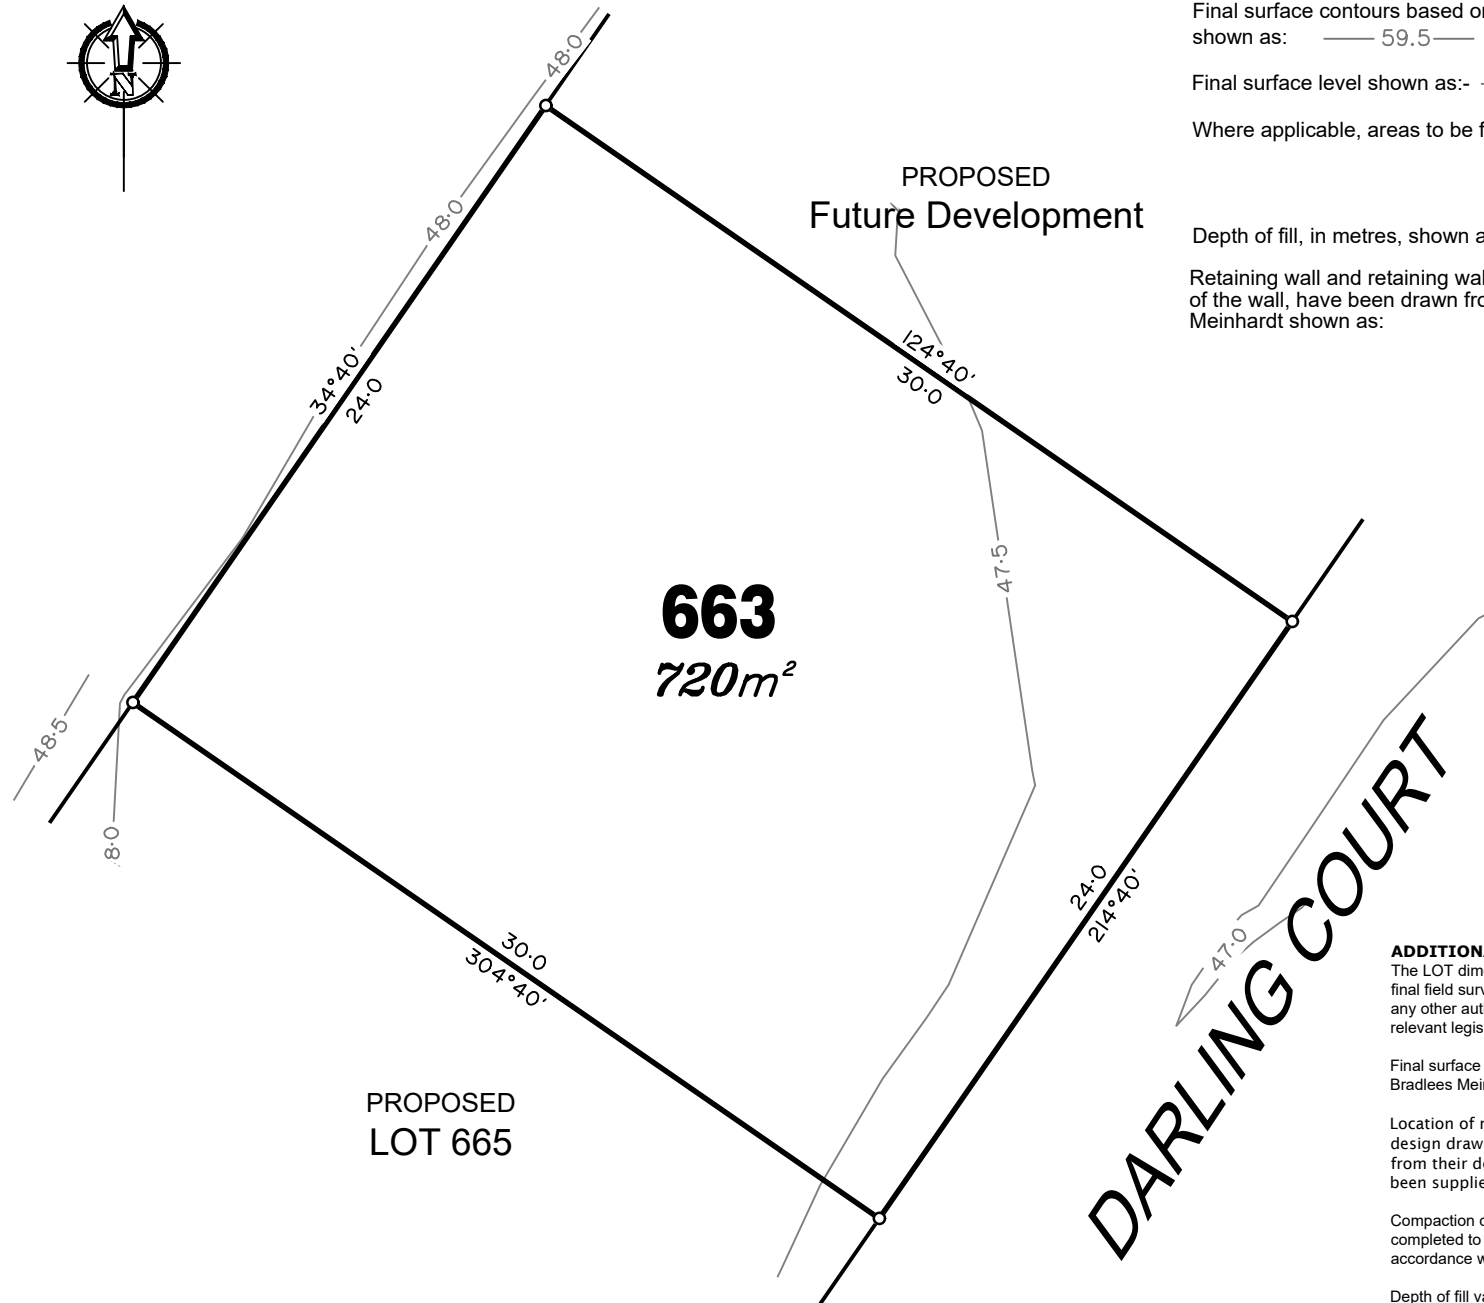 N
Final surface contours based o
shown as: 59.5
Final surface level shown as:-
Where applicable, areas to be f
Depth of fill, in metres, shown a
Retaining wall and retaining wal
of the wall, have been drawn fro
Meinhardt shown as:
48·0
48·0
PROPOSED
Future Development
124°40'
30·0
34°40'
24·0
47·5
663
720m²
48·5
8·0
24·0
214°40'
30·0
304°40'
47·0
DARLING COURT
PROPOSED
LOT 665
ADDITION
The LOT dim
final field surv
any other aut
relevant legis
Final surface
Bradlees Mei
Location of r
design draw
from their d
been supplie
Compaction o
completed to
accordance w
Depth of fill va